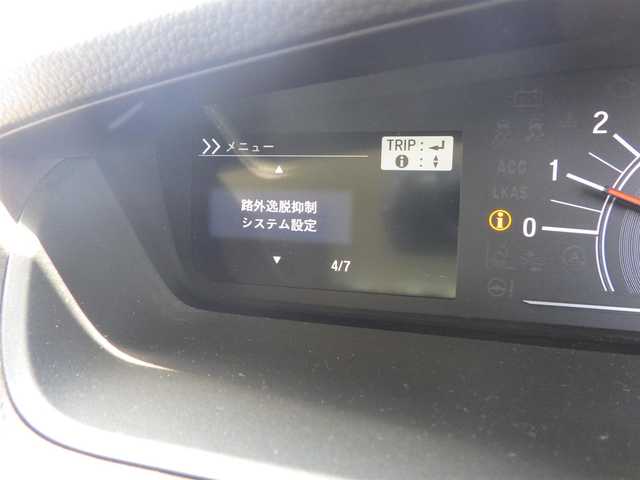 メニュー
TRIP :
i :
路外逸脱抑制
システム設定
4/7
2
1
0
ACC
LKAS